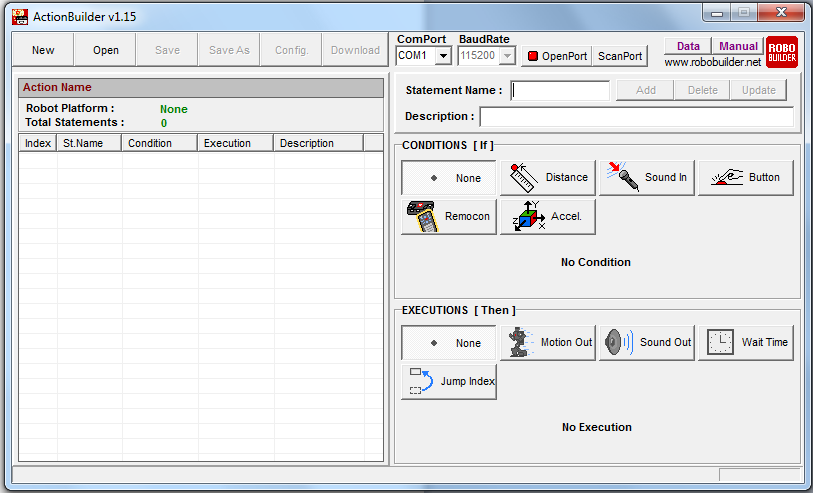 ActionBuilder v1.15
New Open Save Save As Config. Download
ComPort BaudRate
COM1 115200 OpenPort ScanPort
Data Manual
www.robobuilder.net
ROBO
BUILDER
Action Name
Robot Platform : None
Total Statements : 0
Index St.Name Condition Execution Description
Statement Name : Add Delete Update
Description :
CONDITIONS [ If ]
None Distance Sound In Button
Remocon Accel.
Y
Z
X
No Condition
EXECUTIONS [ Then ]
None Motion Out Sound Out Wait Time
Jump Index
No Execution